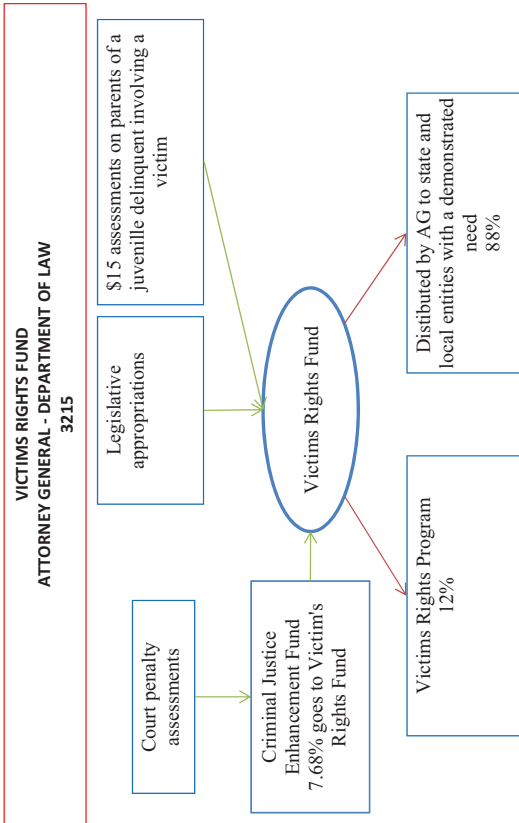 VICTIMS RIGHTS FUND
ATTORNEY GENERAL - DEPARTMENT OF LAW
3215
Court penalty
assessments
Legislative
appropriations
$15 assessments on parents of a
juvenille delinquent involving a
victim
Criminal Justice
Enhancement Fund
7.68% goes to Victim's
Rights Fund
Victims Rights Fund
Victims Rights Program
12%
Distibuted by AG to state and
local entities with a demonstrated
need
88%